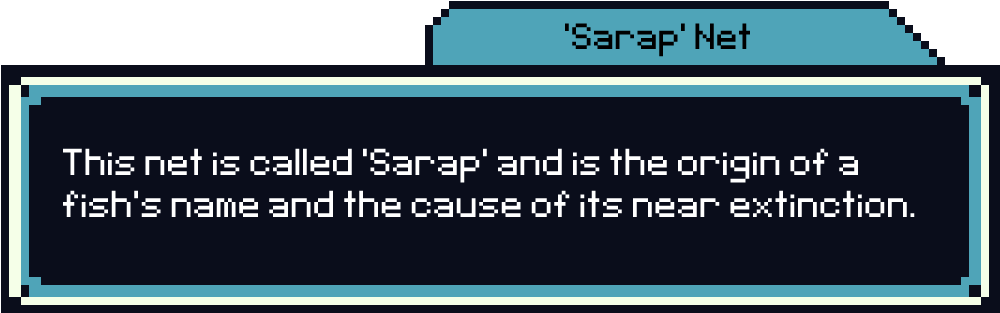 'Sarap' Net
This net is called 'Sarap' and is the origin of a
fish's name and the cause of its near extinction.